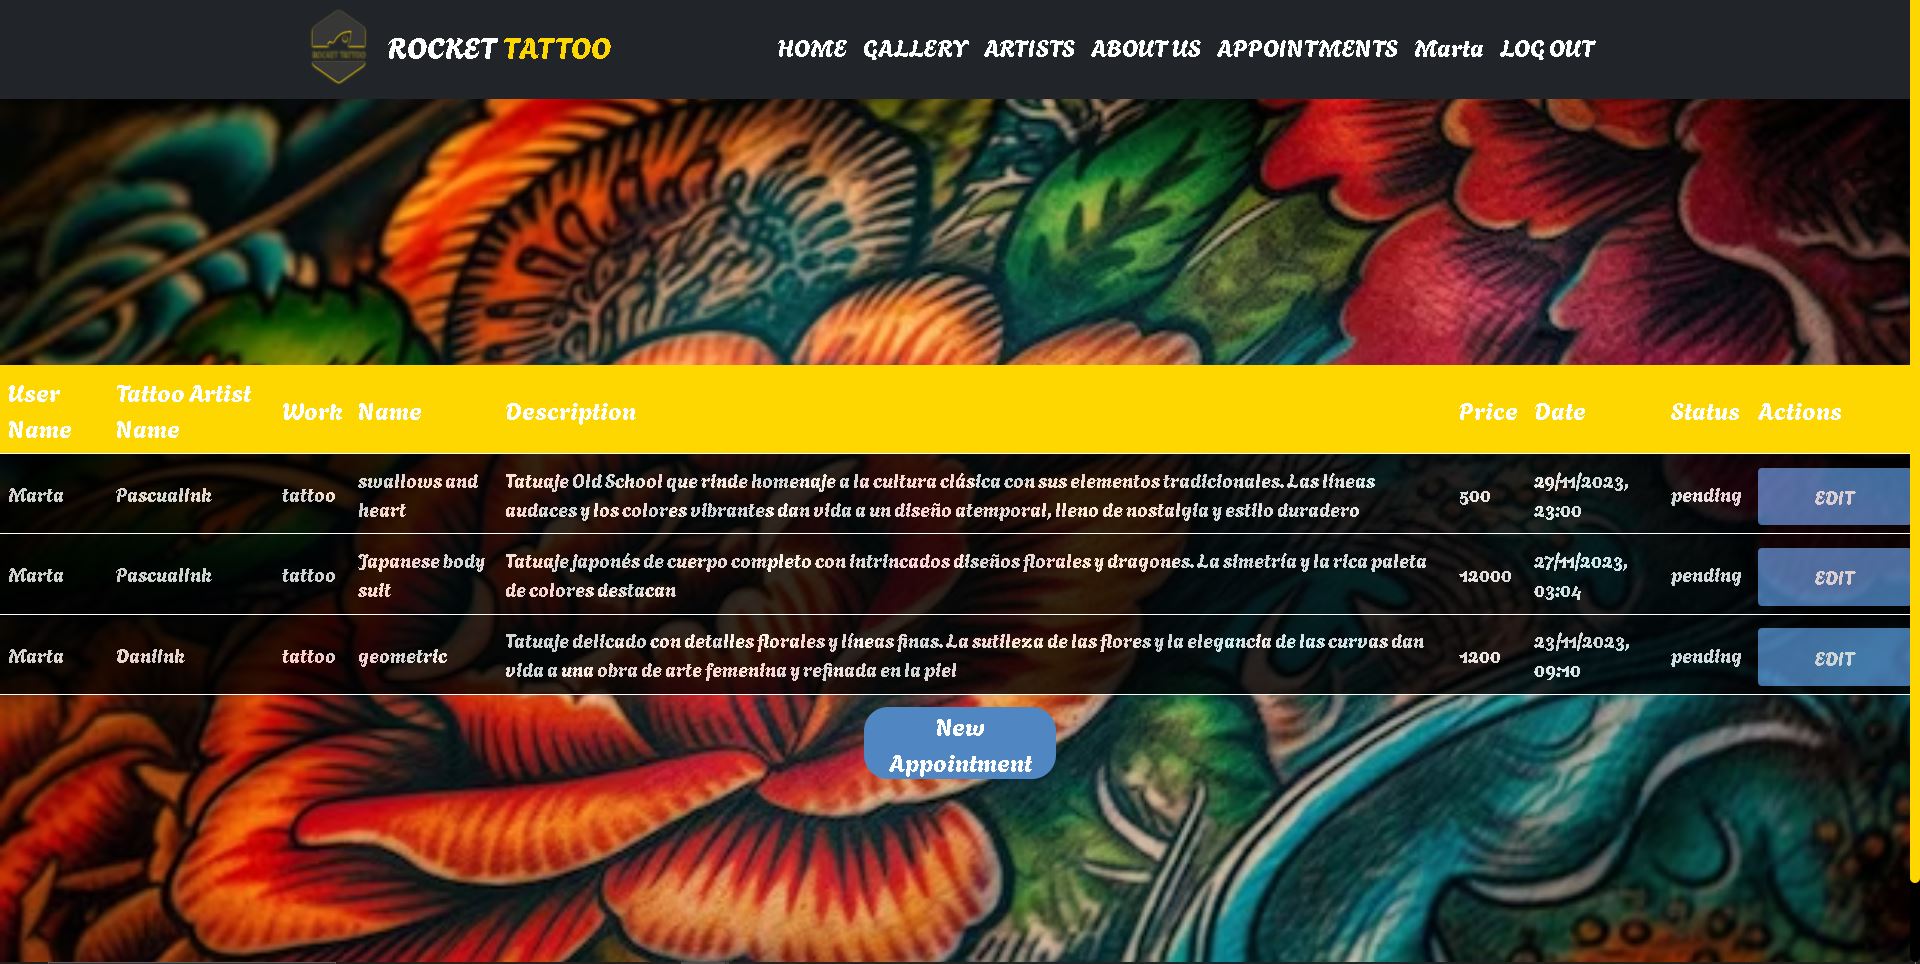 ROCKET TATTOO
ROCKET TATTOO HOME GALLERY ARTISTS ABOUT US APPOINTMENTS Marta LOG OUT
User Name Tattoo Artist Name Work Name Description Price Date Status Actions
Marta Pascualink tattoo swallows and heart Tatuaje Old School que rinde homenaje a la cultura clásica con sus elementos tradicionales. Las líneas audaces y los colores vibrantes dan vida a un diseño atemporal, lleno de nostalgia y estilo duradero 500 29/11/2023, 23:00 pending EDIT
Marta Pascualink tattoo Japanese body suit Tatuaje japonés de cuerpo completo con intrincados diseños florales y dragones. La simetría y la rica paleta de colores destacan 12000 27/11/2023, 03:04 pending EDIT
Marta Daniink tattoo geometric Tatuaje delicado con detalles florales y líneas finas. La sutileza de las flores y la elegancia de las curvas dan vida a una obra de arte femenina y refinada en la piel 1200 23/11/2023, 09:10 pending EDIT
New
Appointment